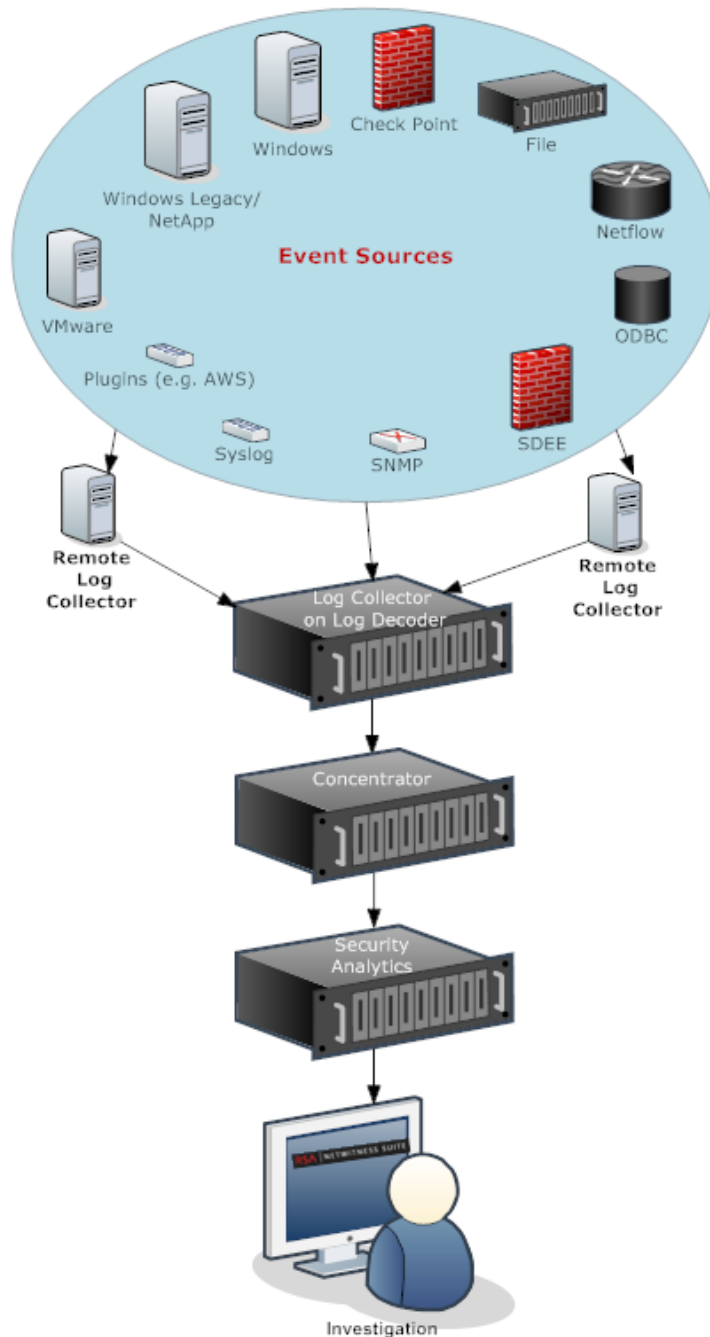 Windows
Check Point
File
Windows Legacy/
NetApp
Netflow
Event Sources
VMware
ODBC
Plugins (e.g. AWS)
Syslog
SNMP
SDEE
Remote
Log
Collector
Remote
Log
Collector
Log Collector
on Log Decoder
Concentrator
Security
Analytics
RSA NETWITNESS SUITE
Investigation